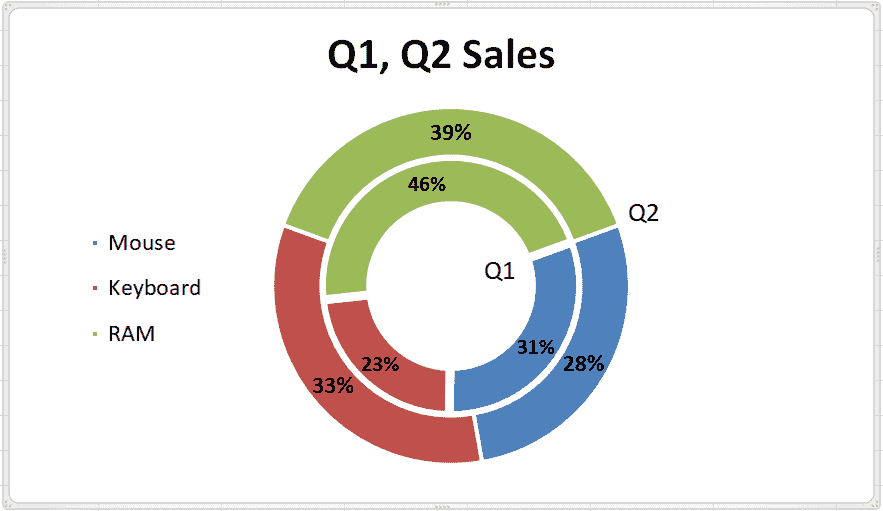 Q1, Q2 Sales
39%
46%
Q2
Mouse
Q1
Keyboard
RAM
31%
23%
28%
33%